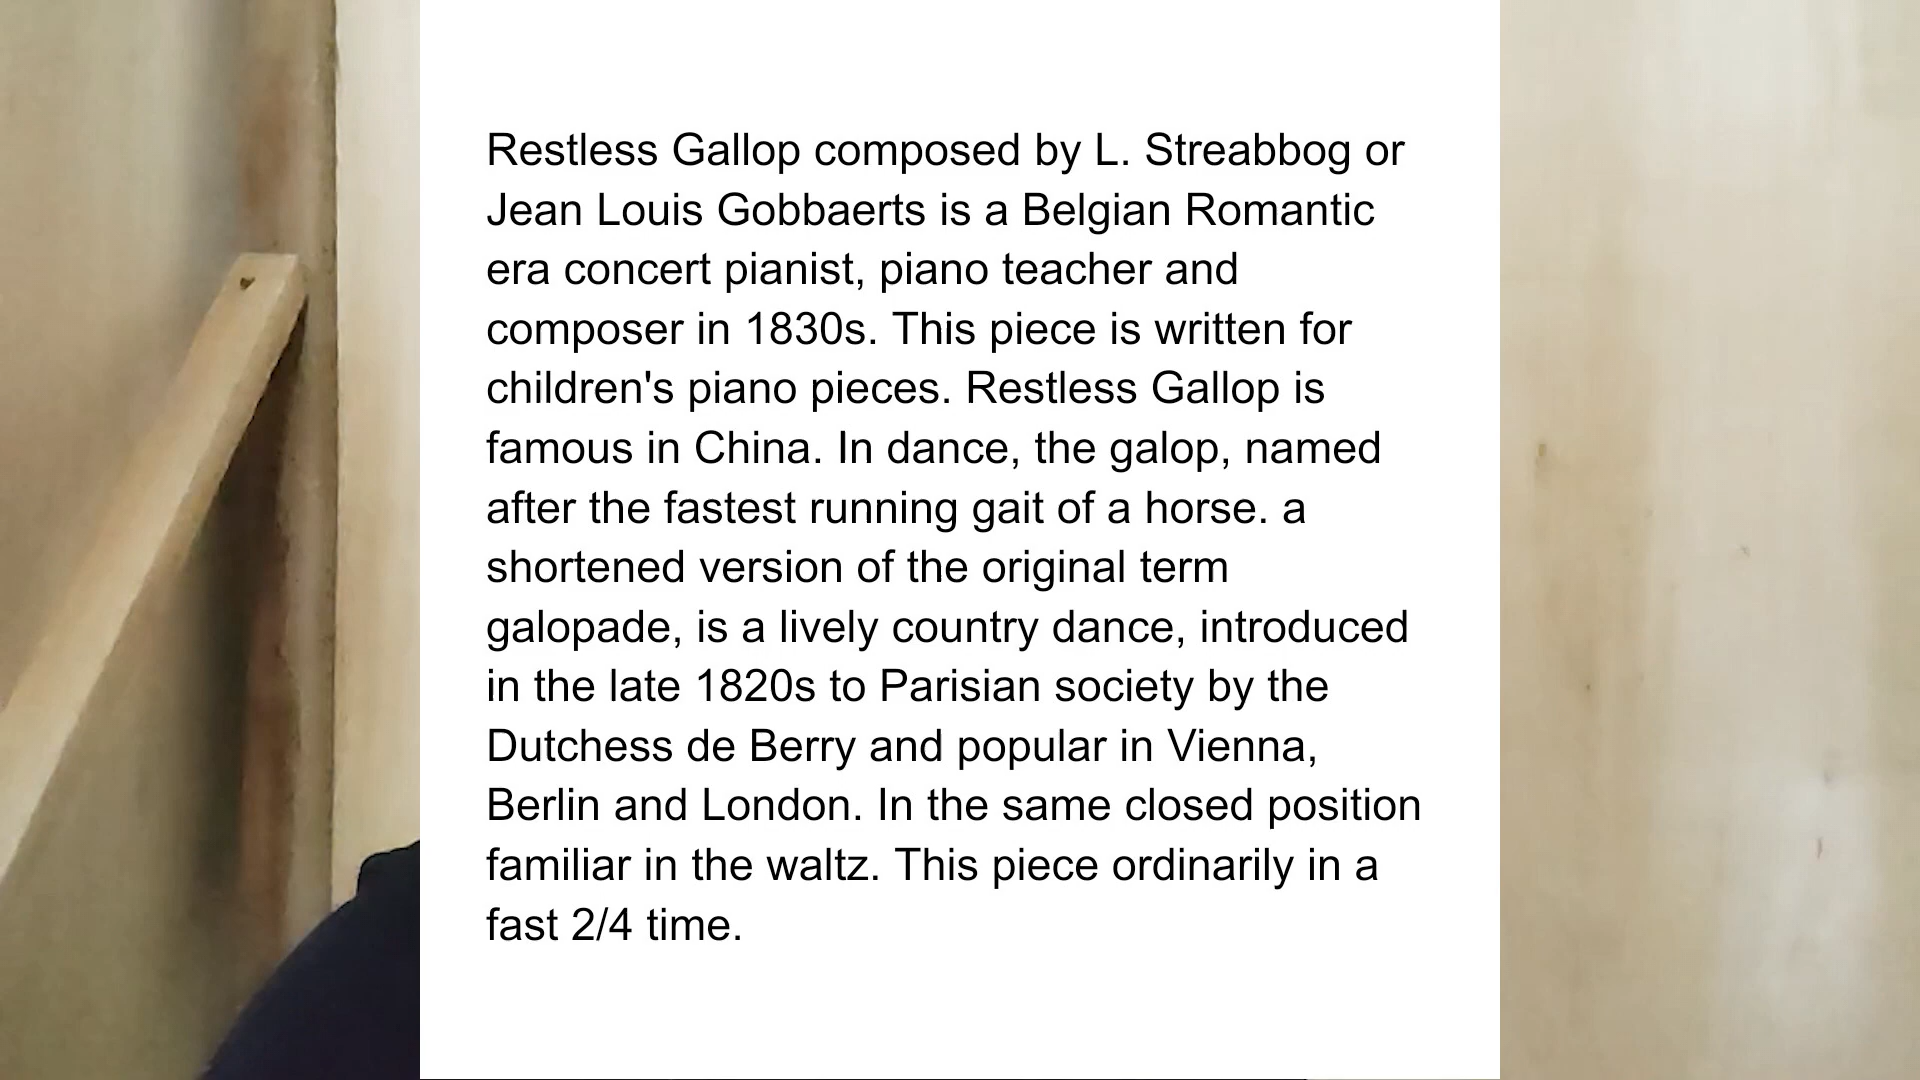 Restless Gallop composed by L. Streabbog or
Jean Louis Gobbaerts is a Belgian Romantic
era concert pianist, piano teacher and
composer in 1830s. This piece is written for
children's piano pieces. Restless Gallop is
famous in China. In dance, the galop, named
after the fastest running gait of a horse. a
shortened version of the original term
galopade, is a lively country dance, introduced
in the late 1820s to Parisian society by the
Dutchess de Berry and popular in Vienna,
Berlin and London. In the same closed position
familiar in the waltz. This piece ordinarily in a
fast 2/4 time.